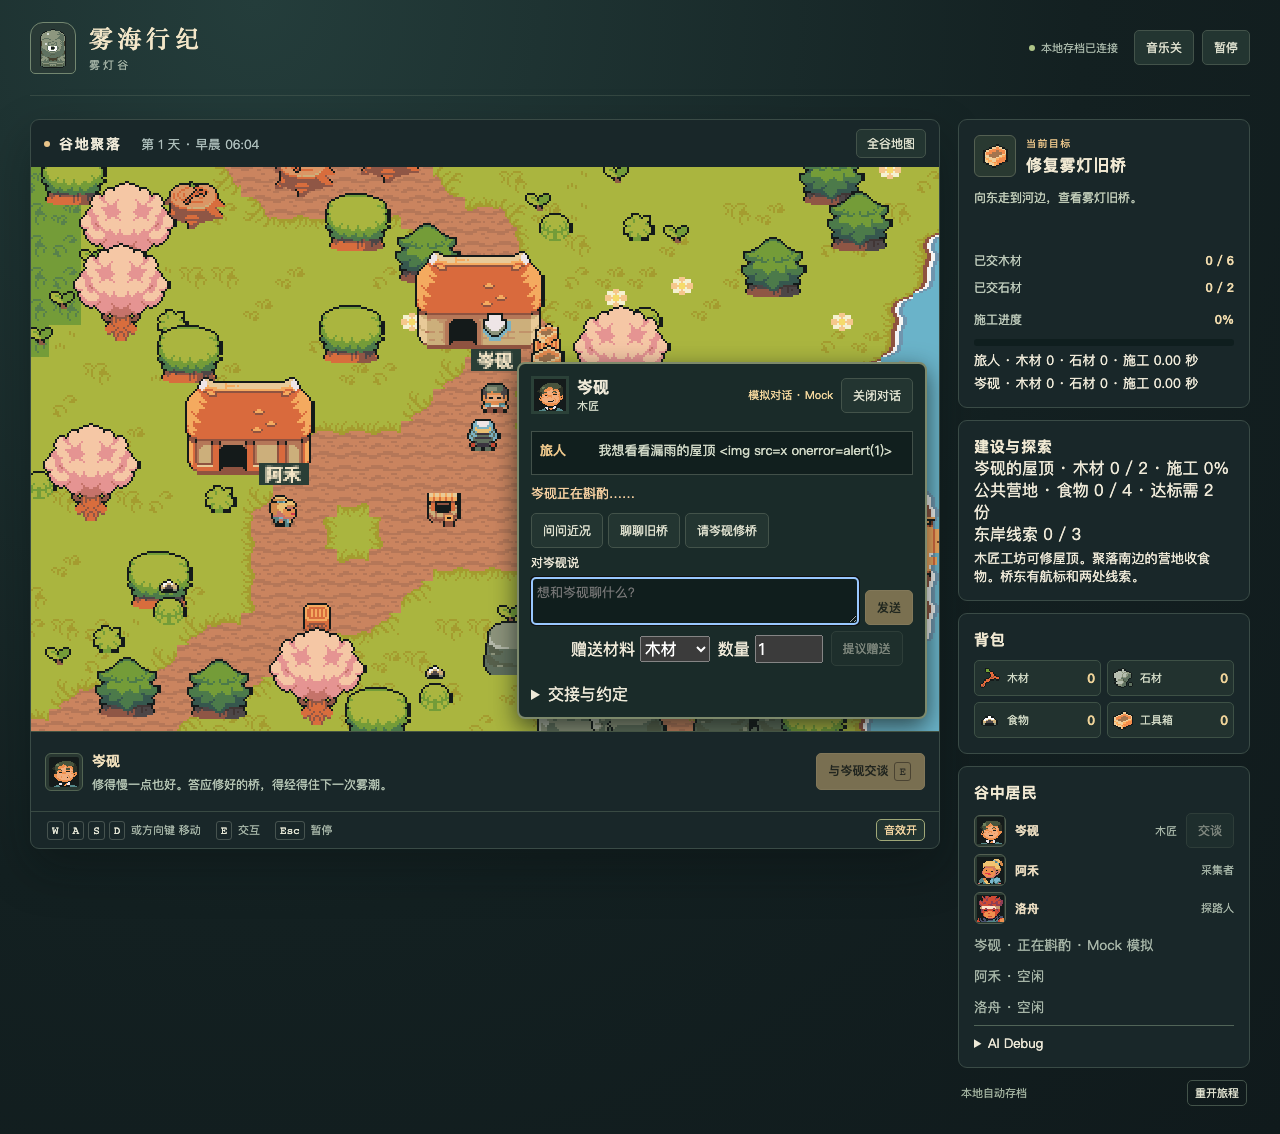 雾海行纪
雾灯谷
本地存档已连接
音乐关
暂停
谷地聚落
第 1 天 · 早晨 06:04
全谷地图
岑砚
阿禾
岑砚
木匠
模拟对话 · Mock
关闭对话
旅人 我想看看漏雨的屋顶 <img src=x onerror=alert(1)>
岑砚正在斟酌……
问问近况
聊聊旧桥
请岑砚修桥
对岑砚说
想和岑砚聊什么?
发送
赠送材料 木材 数量 1 提议赠送
▶ 交接与约定
岑砚
修得慢一点也好。答应修好的桥，得经得住下一次雾潮。
与岑砚交谈 E
W A S D 或方向键 移动 E 交互 Esc 暂停
音效开
当前目标
修复雾灯旧桥
向东走到河边，查看雾灯旧桥。
已交木材 0 / 6
已交石材 0 / 2
施工进度 0%
旅人 · 木材 0 · 石材 0 · 施工 0.00 秒
岑砚 · 木材 0 · 石材 0 · 施工 0.00 秒
建设与探索
岑砚的屋顶 · 木材 0 / 2 · 施工 0%
公共营地 · 食物 0 / 4 · 达标需 2
份
东岸线索 0 / 3
木匠工坊可修屋顶。聚落南边的营地收食
物。桥东有航标和两处线索。
背包
木材 0
石材 0
食物 0
工具箱 0
谷中居民
岑砚 木匠 交谈
阿禾 采集者
洛舟 探路人
岑砚 · 正在斟酌 · Mock 模拟
阿禾 · 空闲
洛舟 · 空闲
▶ AI Debug
本地自动存档
重开旅程